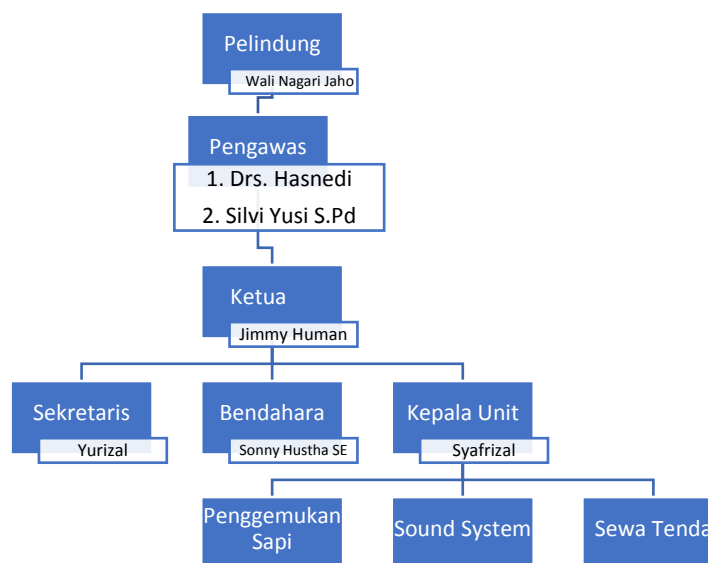 Pelindung
Wali Nagari Jaho
Pengawas
1. Drs. Hasnedi
2. Silvi Yusi S.Pd
Ketua
Jimmy Human
Sekretaris
Yurizal
Bendahara
Sonny Hustha SE
Kepala Unit
Syafrizal
Penggemukan
Sapi
Sound System
Sewa Tenda